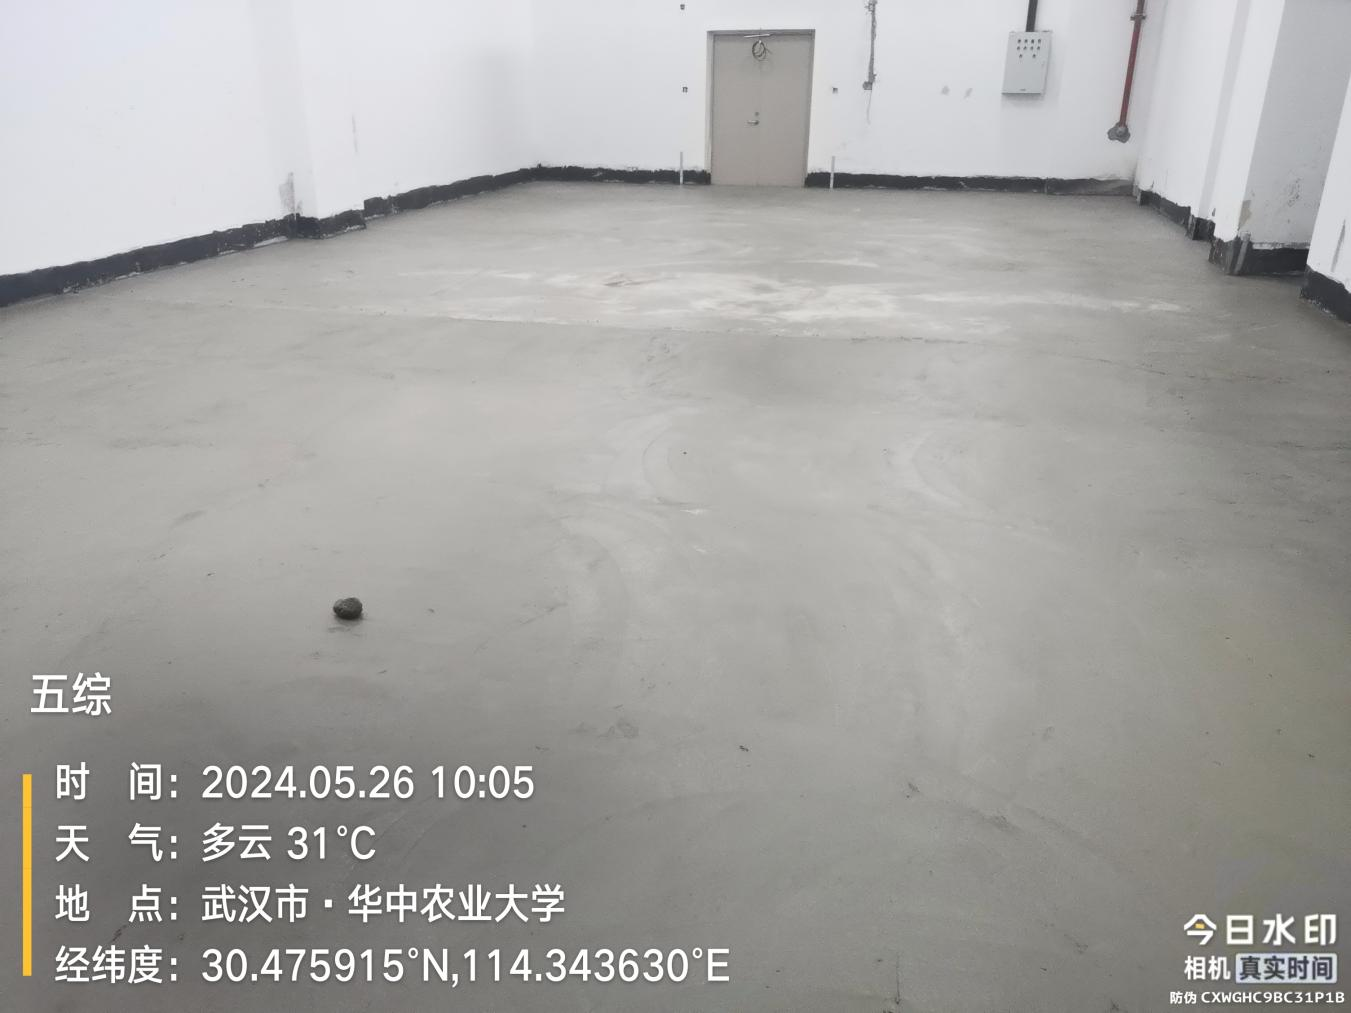 五综
时 间：2024.05.26 10:05
天 气：多云 31°C
地 点：武汉市·华中农业大学
经纬度：30.475915°N,114.343630°E
今日水印
相机 真实时间
防伪 CXWGHC9BC31P1B